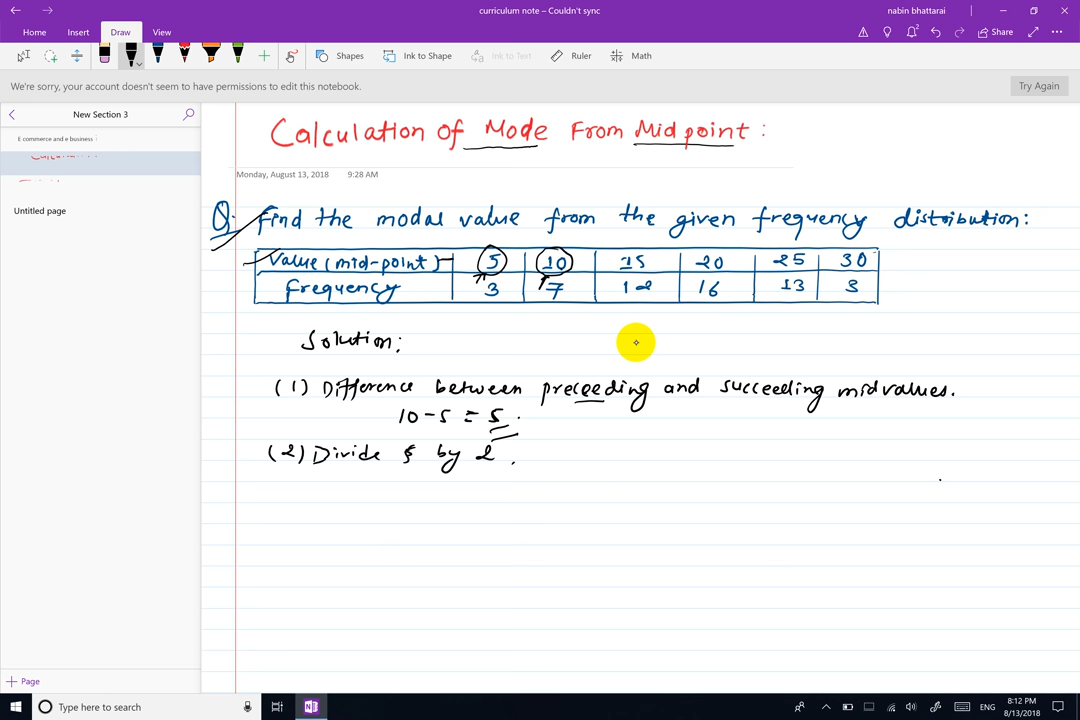 curriculum note – Couldn't sync
nabin bhattarai
Home Insert Draw View
Share
Shapes Ink to Shape Ink to Text Ruler Math
We're sorry, your account doesn't seem to have permissions to edit this notebook.
Try Again
New Section 3
E commerce and e business
Untitled page
Calculation of Mode From Midpoint :
Monday, August 13, 2018 9:28 AM
Q. Find the modal value from the given frequency distribution:
Value (mid-point) 5 10 15 20 25 30
Frequency 3 7 12 16 13 3
Solution:
(1) Difference between preceeding and succeeding midvalues.
10 - 5 = 5.
(2) Divide 5 by 2.
+ Page
Type here to search
ENG
8:12 PM
8/13/2018